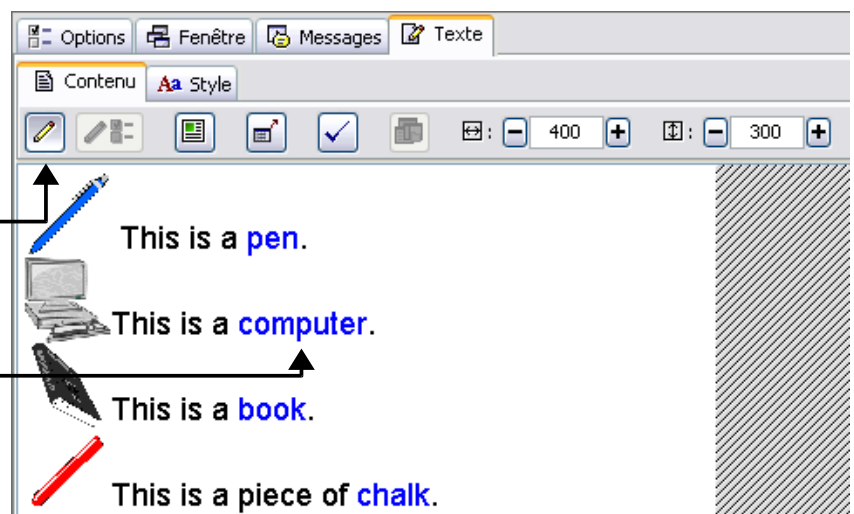 Options Fenêtre Messages Texte
Contenu Aa Style
: 400 : 300
This is a pen.
This is a computer.
This is a book.
This is a piece of chalk.